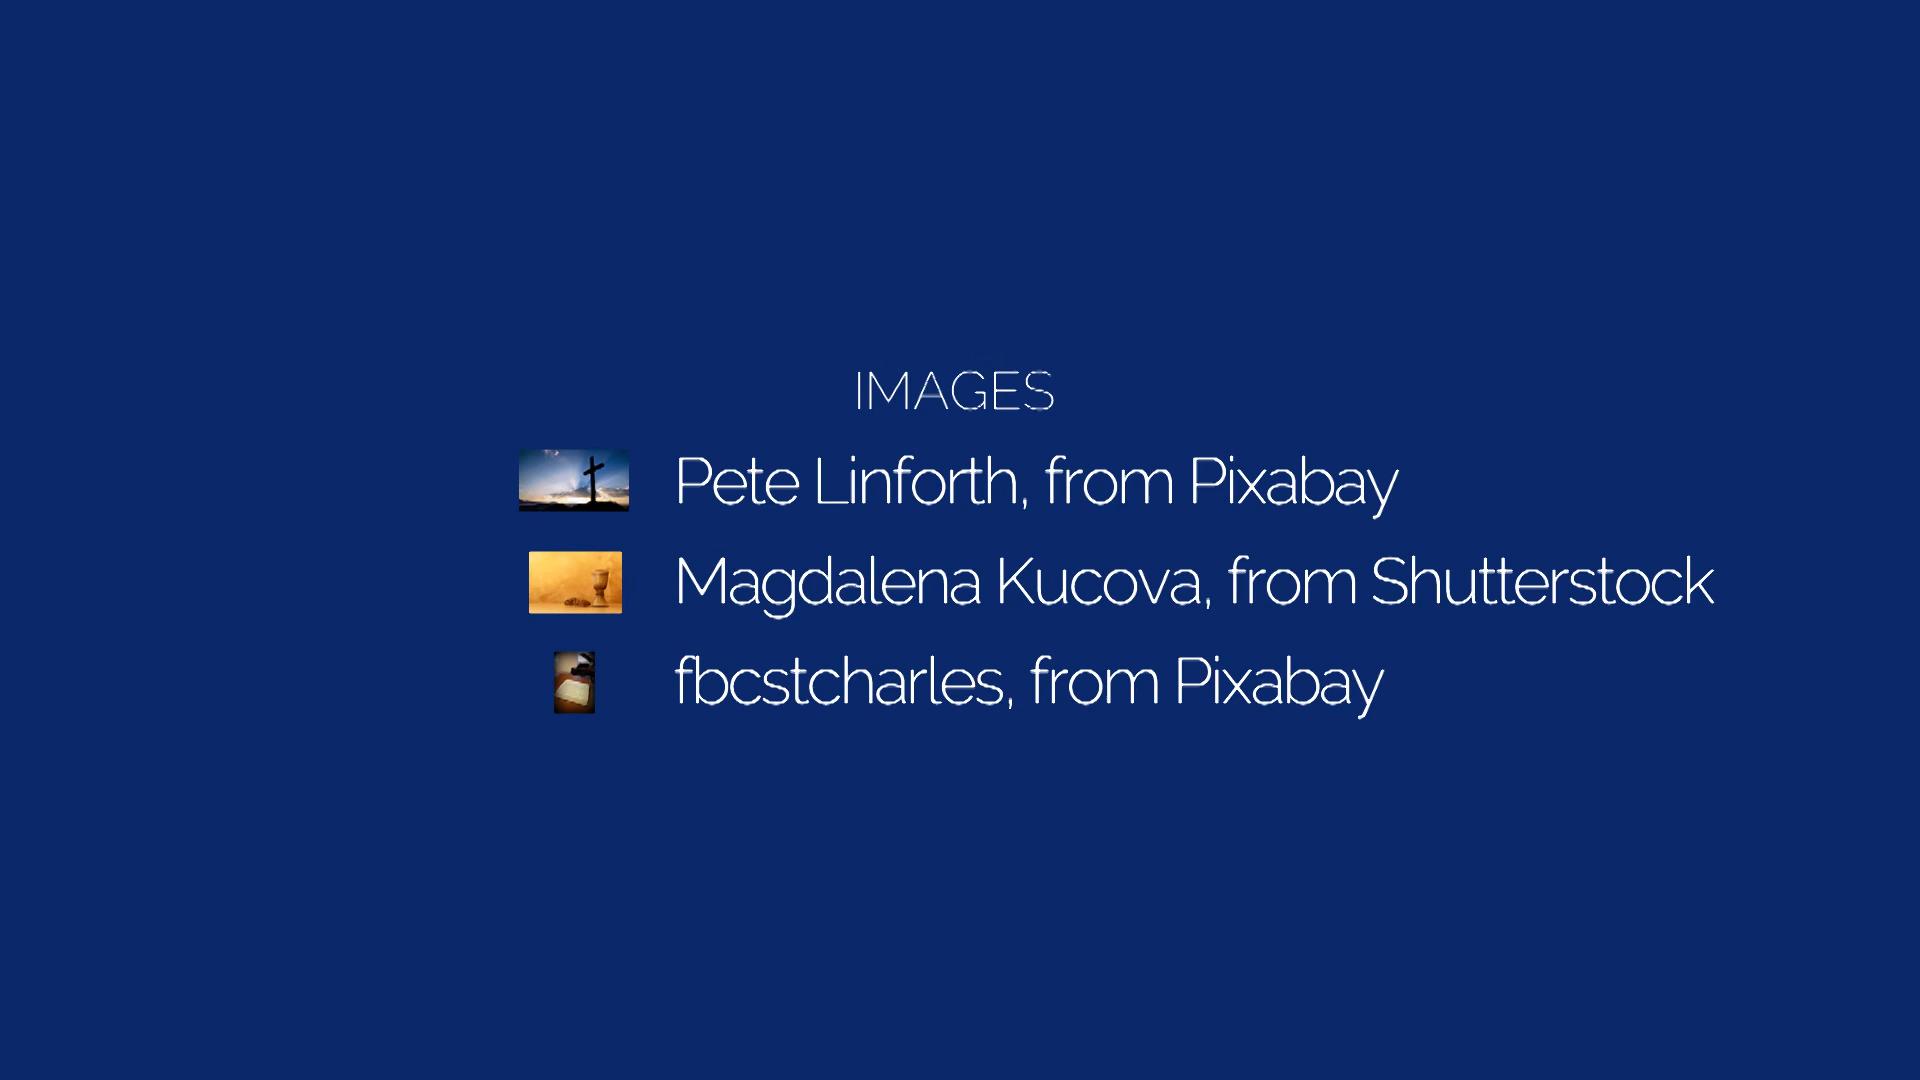 IMAGES
Pete Linforth, from Pixabay
Magdalena Kucova, from Shutterstock
fbcstcharles, from Pixabay